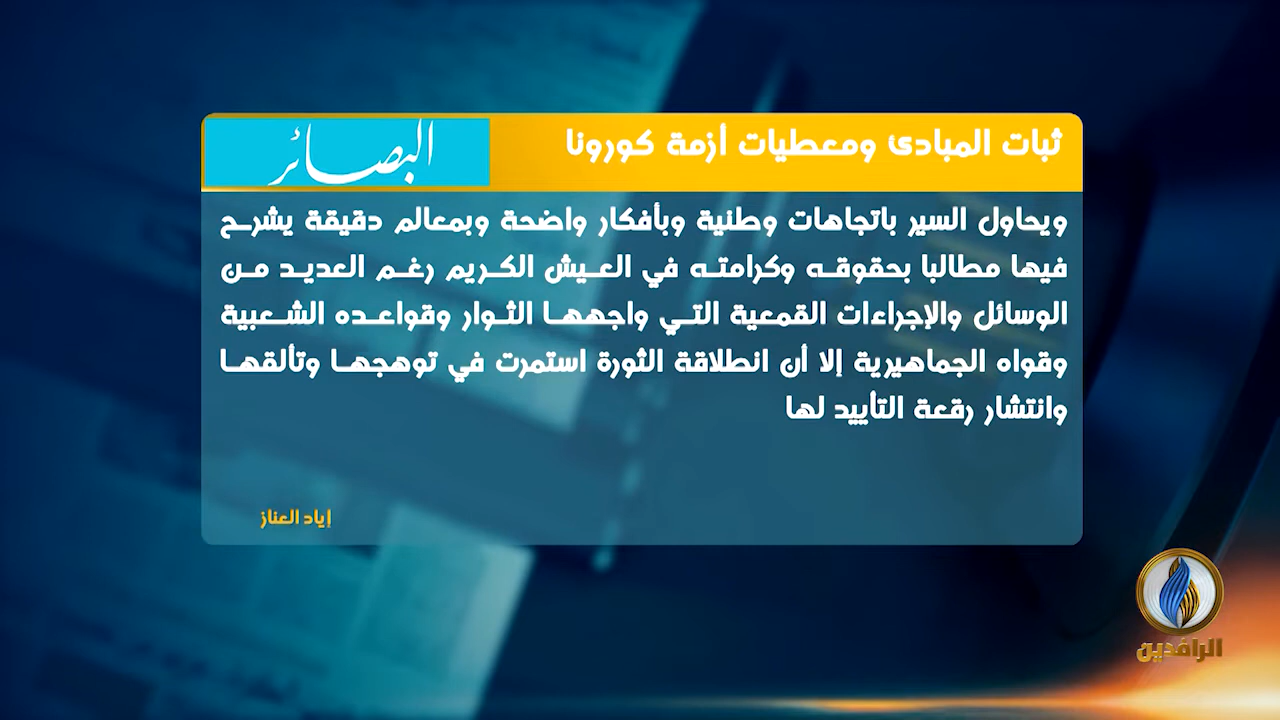 ثبات المبادئ ومعطيات أزمة كورونا
البصائر
ويحاول السير باتجاهات وطنية وبأفكار واضحة وبمعالم دقيقة يشرح
فيها مطالبا بحقوقه وكرامته في العيش الكريم رغم العديد من
الوسائل والإجراءات القمعية التي واجهها الثوار وقواعده الشعبية
وقواه الجماهيرية إلا أن انطلاقة الثورة استمرت في توهجها وتألقها
وانتشار رقعة التأييد لها
إياد العناز
الرافدين